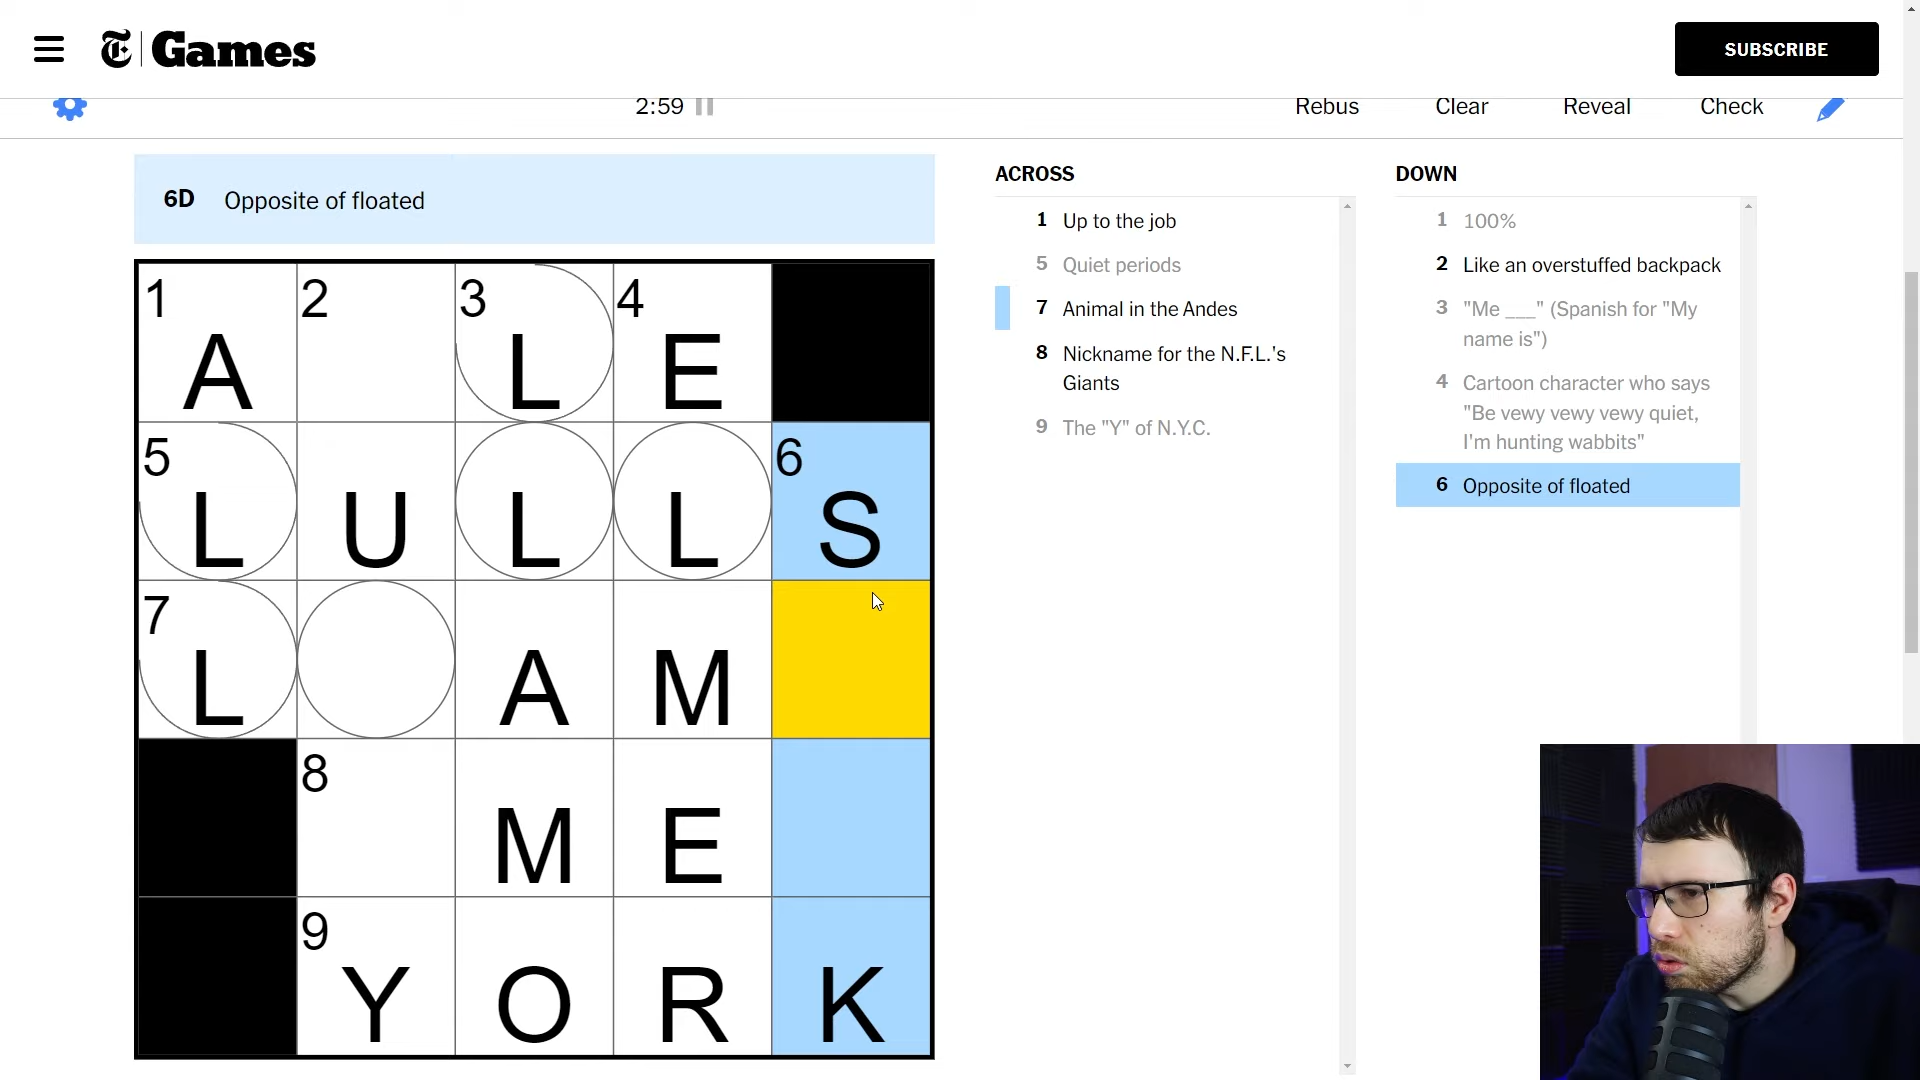 Games
SUBSCRIBE
2:59
Rebus
Clear
Reveal
Check
6D Opposite of floated
1 A 2 3 L 4 E
5 L U L L 6 S
7 L A M
8 M E
9 Y O R K
ACROSS
1 Up to the job
5 Quiet periods
7 Animal in the Andes
8 Nickname for the N.F.L.'s
Giants
9 The "Y" of N.Y.C.
DOWN
1 100%
2 Like an overstuffed backpack
3 "Me ___" (Spanish for "My
name is")
4 Cartoon character who says
"Be vewy vewy vewy quiet,
I'm hunting wabbits"
6 Opposite of floated